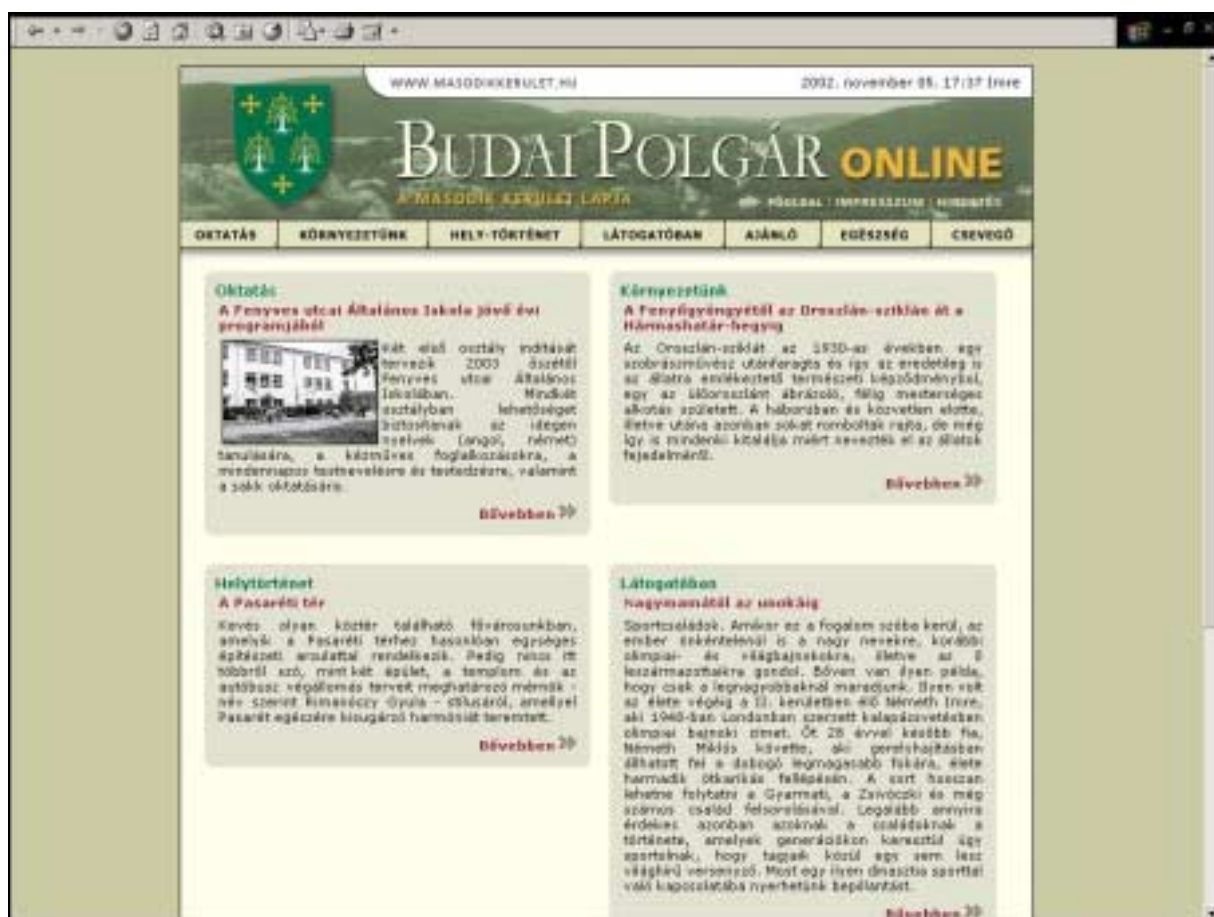 WWW.MASODIKKERULET.HU
2002. november 05. 17:37 Imre
BUDAI POLGÁR ONLINE
A MÁSODIK KERÜLET LAPJA
FŐOLDAL | IMPRESSZUM | HIRDETÉS
OKTATÁS KÖRNYEZETÜNK HELY-TÖRTÉNET LÁTOGATÓBAN AJÁNLÓ EGÉSZSÉG CSEVEGŐ
Oktatás
A Fenyves utcai Általános Iskola jövő évi
programjából
Két első osztály indítását
tervezik 2003 őszétől
Fenyves utcai Általános
Iskolában. Mindkét
osztályban lehetőséget
biztosítanak az idegen
nyelvek (angol, német)
tanulására, a kézműves foglalkozásokra, a
mindennapos testnevelésre és testedzésre, valamint
a sakk oktatására.
Bővebben
Környezetünk
A Fenyőgyöngyétől az Oroszlán-sziklán át a
Hármashatár-hegyig
Az Oroszlán-sziklát az 1930-as években egy
szobrászművész utánfaragta és így az eredetileg is
az állatra emlékeztető természeti képződményből,
egy az ülőoroszlánt ábrázoló, félig mesterséges
alkotás született. A háborúban és közvetlen elotte,
illetve utána azonban sokat romboltak rajta, de még
így is mindenki kitalálja miért nevezték el az állatok
fejedelméről.
Bővebben
Helytörténet
A Pasaréti tér
Kevés olyan köztér található fővárosunkban,
amelyik a Pasaréti térhez hasonlóan egységes
építészeti arculattal rendelkezik. Pedig nincs itt
többről szó, mint két épület, a templom és az
autóbusz végállomás terveit meghatározó mérnök -
név szerint Rimanóczy Gyula - stílusáról, amellyel
Pasarét egészére kisugárzó harmóniát teremtett.
Bővebben
Látogatóban
Nagymamától az unokáig
Sportcsaládok. Amikor ez a fogalom szóba kerül, az
ember önkéntelenül is a nagy nevekre, korábbi
olimpiai- és világbajnokokra, illetve az ő
leszármazottaikra gondol. Bőven van ilyen példa,
hogy csak a legnagyobbaknál maradjunk. Ilyen volt
az élete végéig a II. kerületben élő Németh Imre,
aki 1948-ban Londonban szerzett kalapácsvetésben
olimpiai bajnoki címet. Őt 28 évvel később fia,
Németh Miklós követte, aki gerelyhajításban
állhatott fel a dobogó legmagasabb fokára, élete
harmadik ötkarikás fellépésén. A sort hosszan
lehetne folytatni a Gyarmati, a Zsivóczki és még
számos család felsorolásával. Legalább annyira
érdekes azonban azoknak a családoknak a
története, amelyek generációkon keresztül úgy
sportolnak, hogy tagjaik közül egy sem lesz
világhírű versenyző. Most egy ilyen dinasztia sporttal
való kapcsolatába nyerhetünk bepillantást.
Bővebben